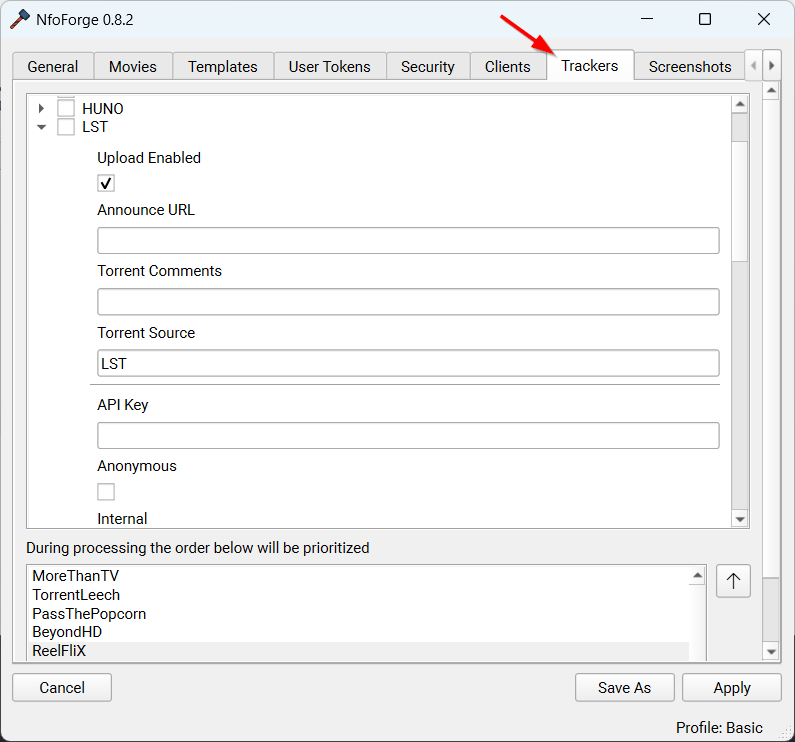 NfoForge 0.8.2
General Movies Templates User Tokens Security Clients Trackers Screenshots
HUNO
LST
Upload Enabled
Announce URL
Torrent Comments
Torrent Source
LST
API Key
Anonymous
Internal
During processing the order below will be prioritized
MoreThanTV
TorrentLeech
PassThePopcorn
BeyondHD
ReelFliX
Cancel Save As Apply
Profile: Basic